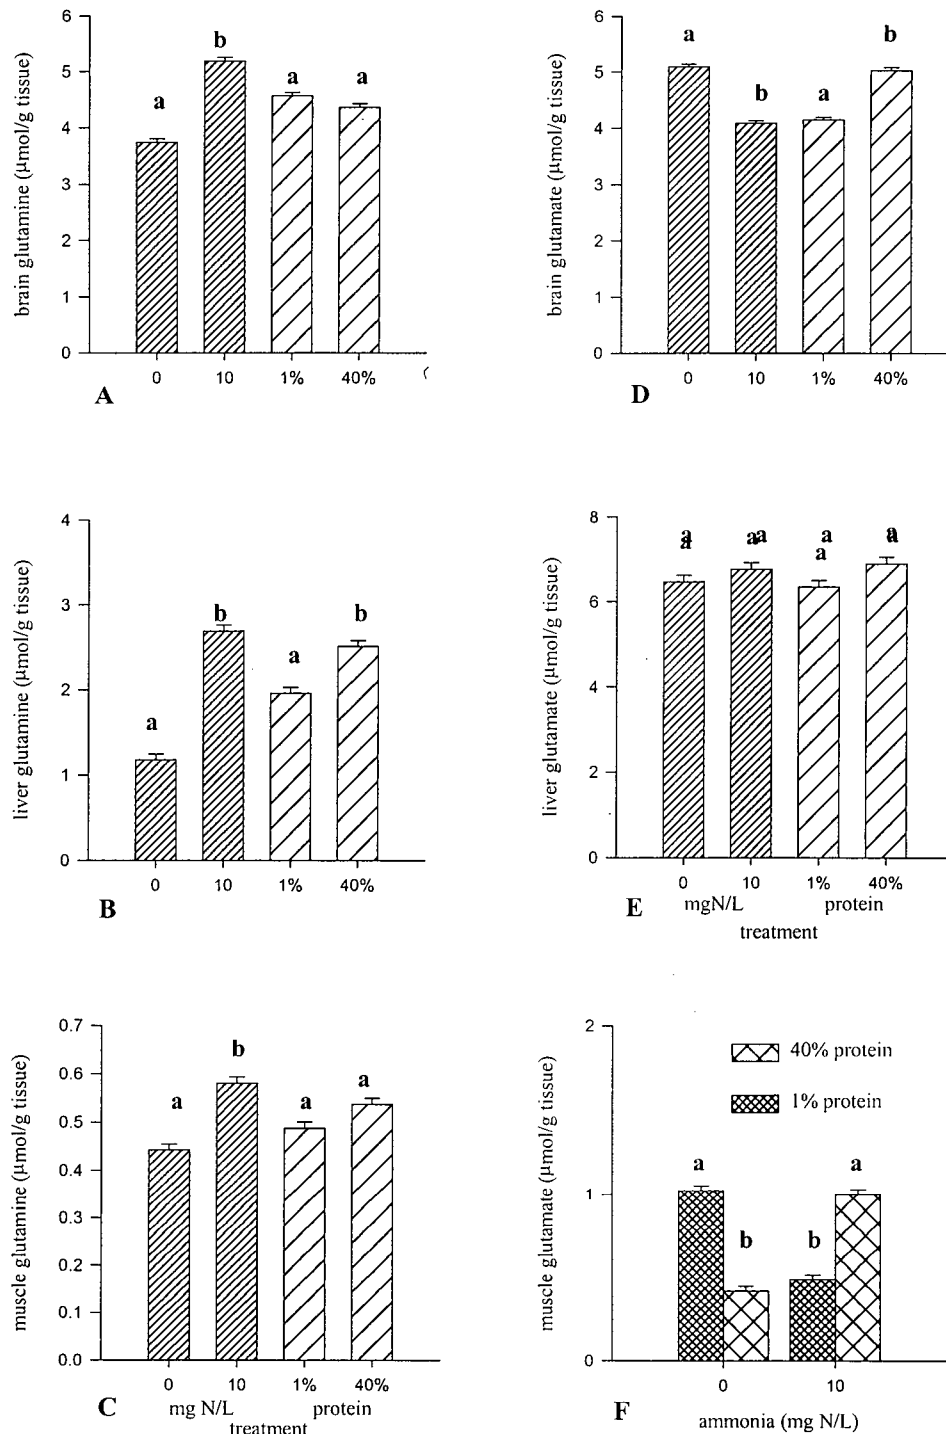 brain glutamine (μmol/g tissue)
6
5
4
3
2
1
0
a
b
a
a
0 10 1% 40%
A
brain glutamate (μmol/g tissue)
6
5
4
3
2
1
0
a
b
a
b
0 10 1% 40%
D
liver glutamine (μmol/g tissue)
4
3
2
1
0
a
b
a
b
0 10 1% 40%
B
liver glutamate (μmol/g tissue)
8
6
4
2
0
a a a a
a a a a
0 10 1% 40%
E mgN/L protein
treatment
muscle glutamine (μmol/g tissue)
0.7
0.6
0.5
0.4
0.3
0.2
0.1
0.0
a
b
a
a
0 10 1% 40%
C mg N/L protein
treatment
muscle glutamate (μmol/g tissue)
2
1
0
40% protein
1% protein
a
b
b
a
0 10
F ammonia (mg N/L)